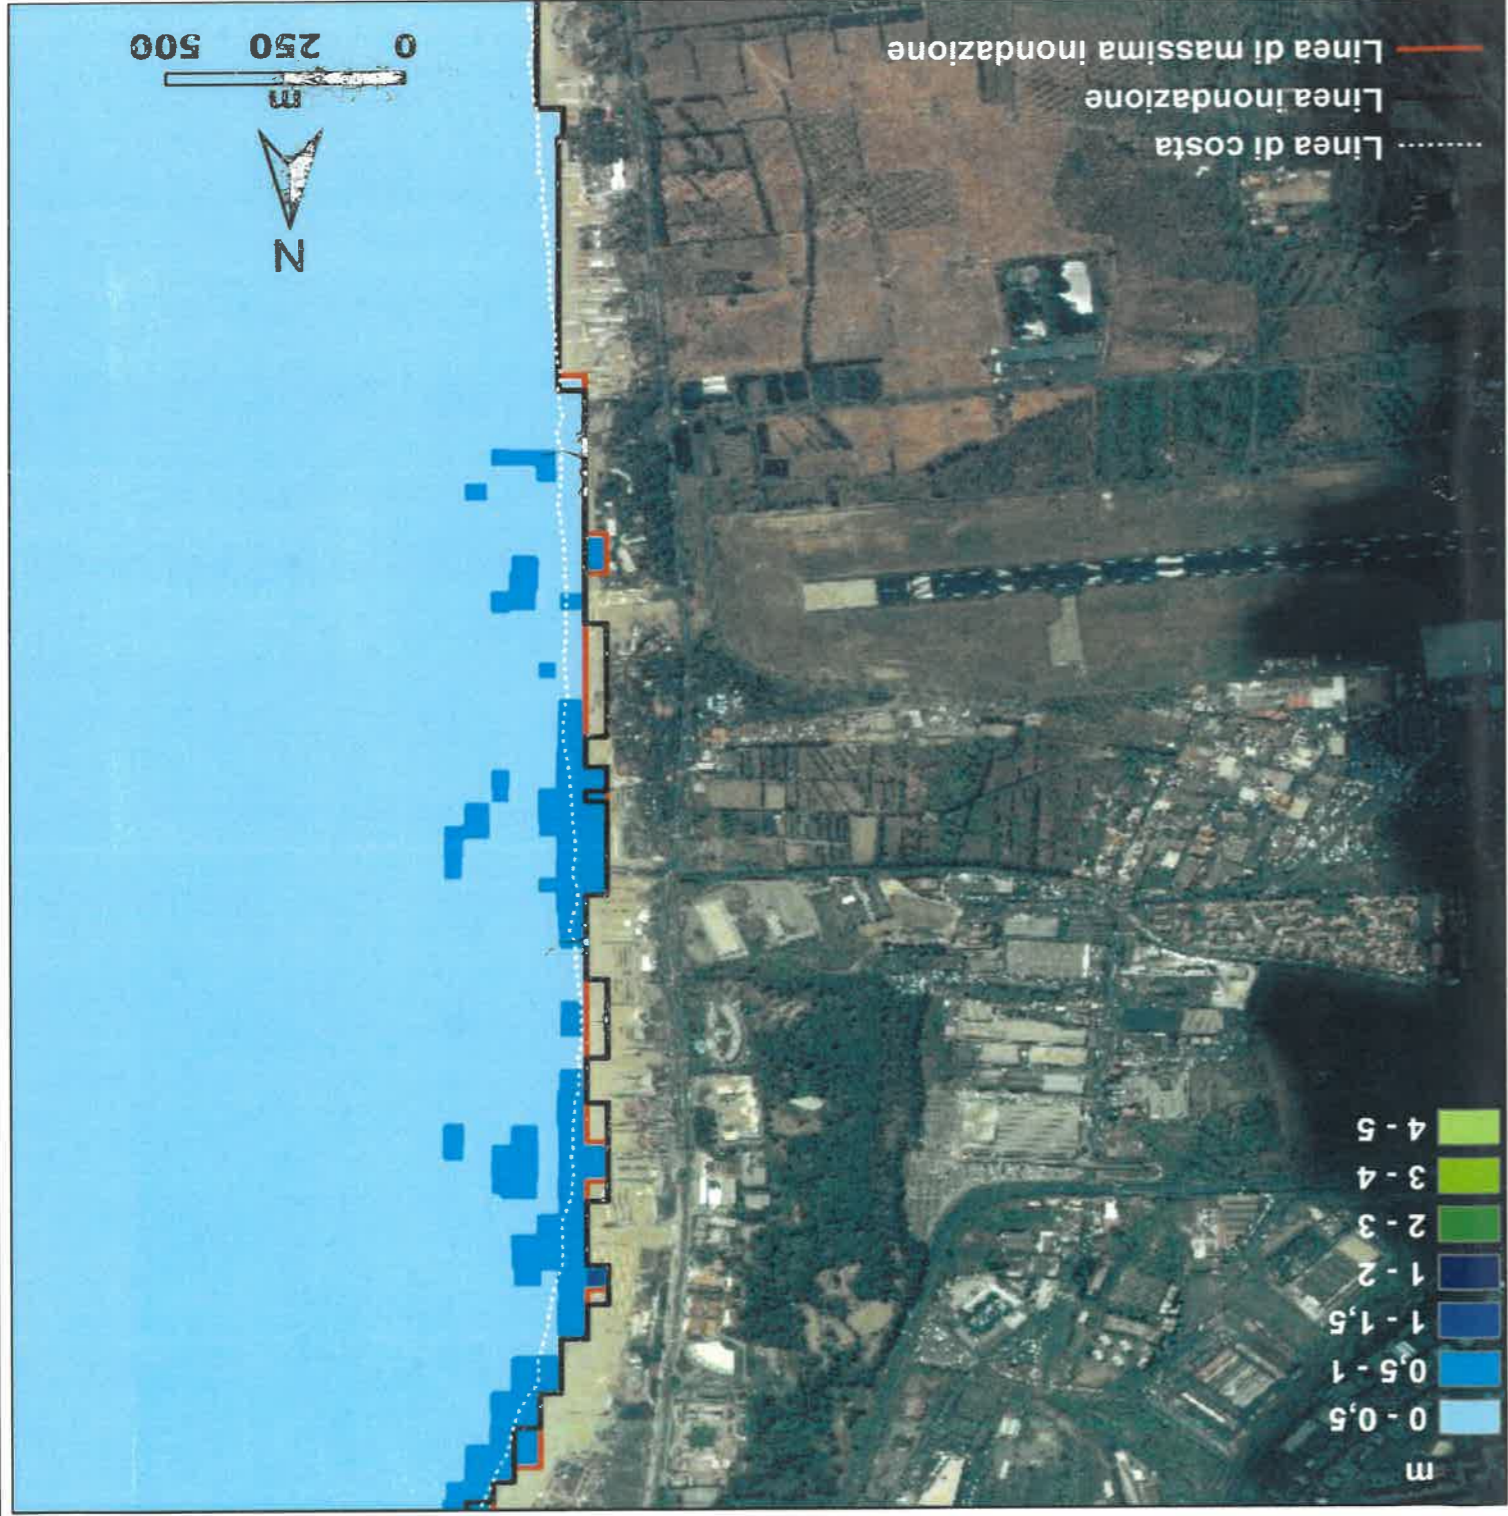 m
0 - 0,5
0,5 - 1
1 - 1,5
1 - 2
2 - 3
3 - 4
4 - 5
Linea di costa
Linea inondazione
Linea di massima inondazione
N
m
0 250 500